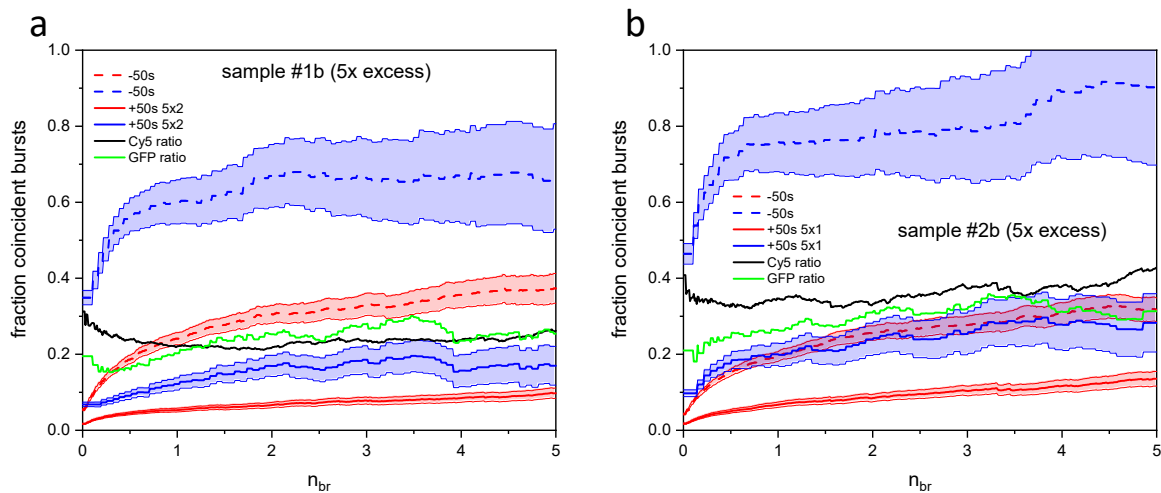 a
sample #1b (5x excess)
-50s
-50s
+50s 5x2
+50s 5x2
Cy5 ratio
GFP ratio
fraction coincident bursts
1.0
0.8
0.6
0.4
0.2
0.0
0
1
2
3
4
5
n_br
b
-50s
-50s
+50s 5x1
+50s 5x1
Cy5 ratio
GFP ratio
sample #2b (5x excess)
fraction coincident bursts
1.0
0.8
0.6
0.4
0.2
0.0
0
1
2
3
4
5
n_br